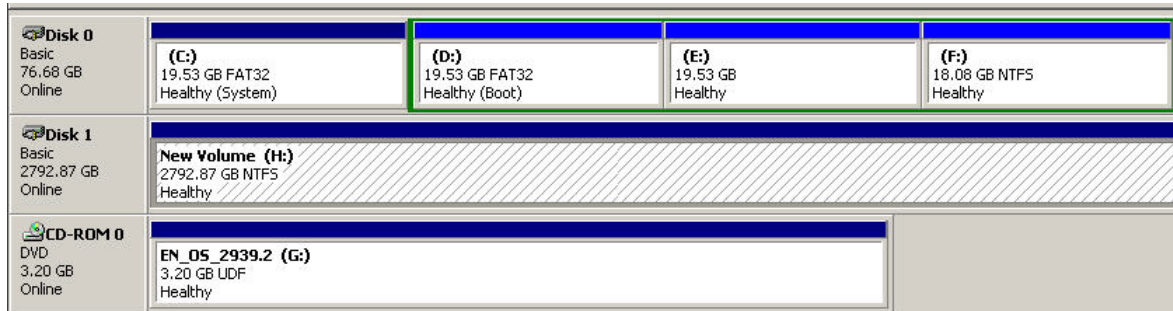 Disk 0
Basic
76.68 GB
Online
(C:)
19.53 GB FAT32
Healthy (System)
(D:)
19.53 GB FAT32
Healthy (Boot)
(E:)
19.53 GB
Healthy
(F:)
18.08 GB NTFS
Healthy
Disk 1
Basic
2792.87 GB
Online
New Volume (H:)
2792.87 GB NTFS
Healthy
CD-ROM 0
DVD
3.20 GB
Online
EN_OS_2939.2 (G:)
3.20 GB UDF
Healthy